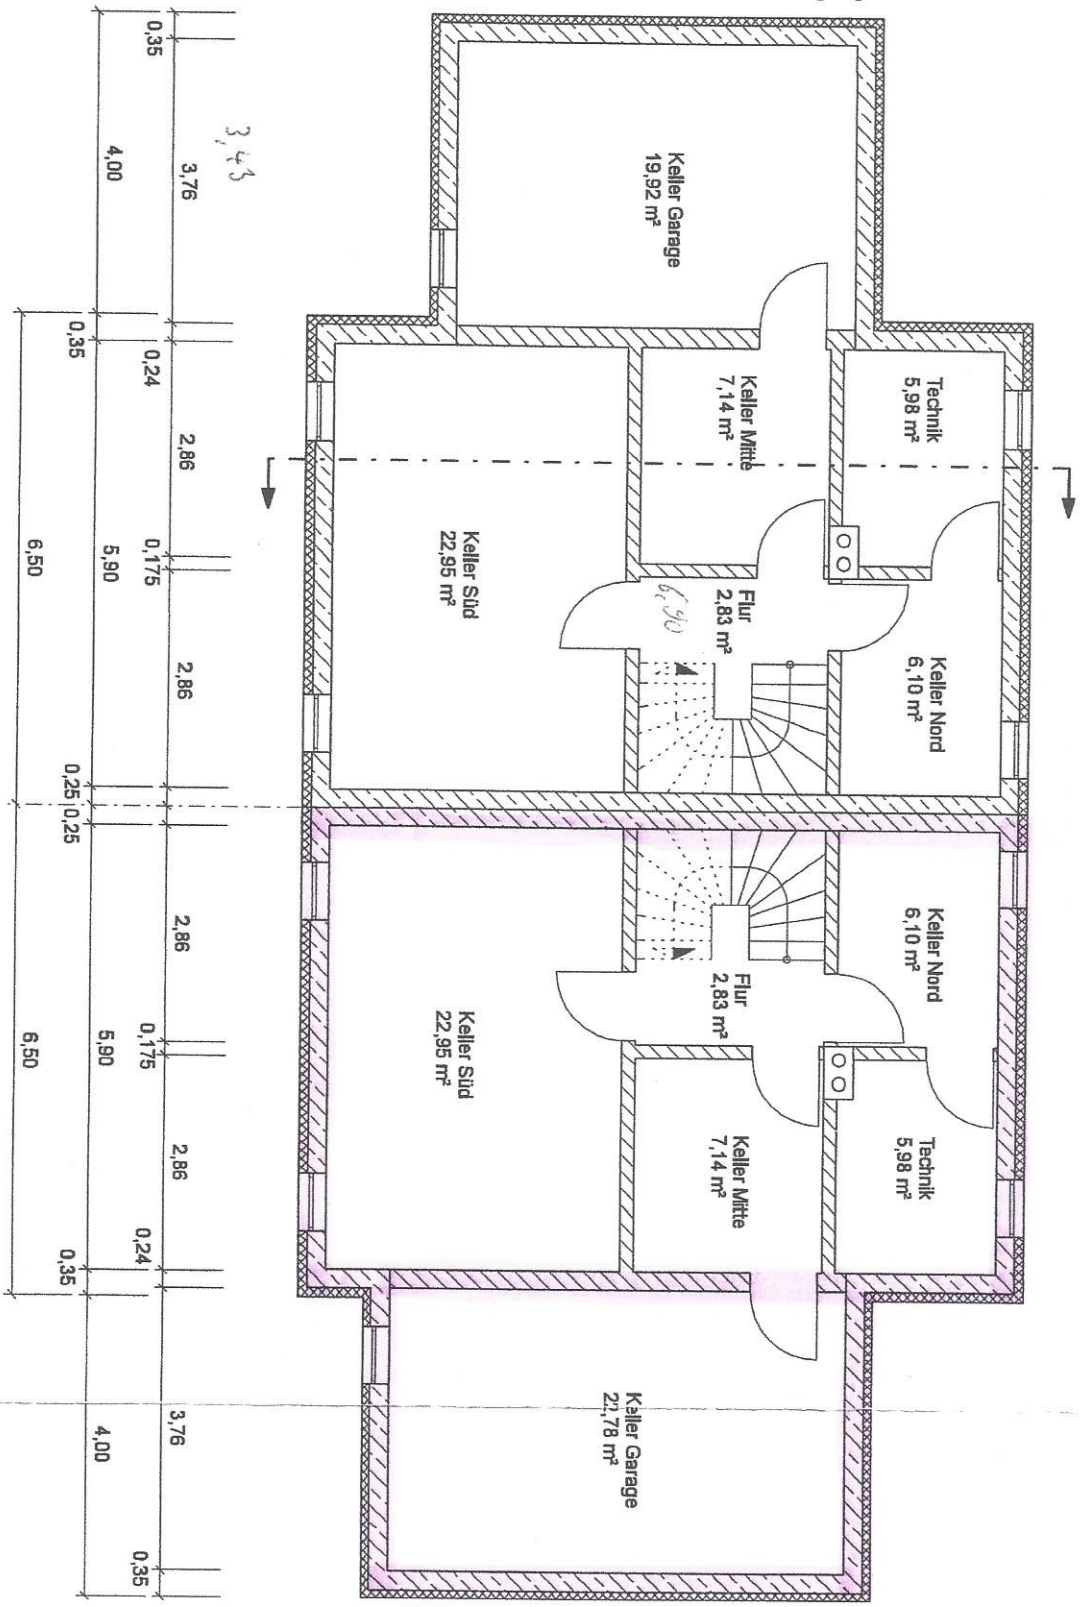 Keller Garage
19,92 m²
Technik
5,98 m²
Keller Mitte
7,14 m²
Keller Süd
22,95 m²
Flur
2,83 m²
6,90
Keller Nord
6,10 m²
Keller Nord
6,10 m²
Flur
2,83 m²
Keller Süd
22,95 m²
Keller Mitte
7,14 m²
Technik
5,98 m²
Keller Garage
22,78 m²
3,43
0,35
3,76
0,24
2,86
0,175
2,86
2,86
0,175
2,86
0,24
3,76
0,35
4,00
0,35
5,90
0,25
0,25
5,90
0,35
4,00
6,50
6,50